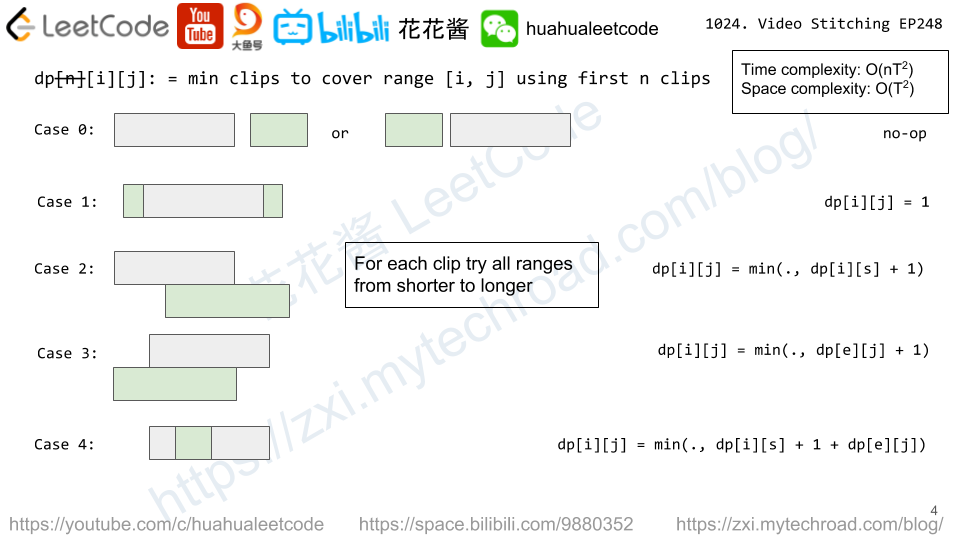 LeetCode
You
Tube
大鱼号
bilibili
花花酱
huahualeetcode
1024. Video Stitching EP248
dp[n][i][j]: = min clips to cover range [i, j] using first n clips
Time complexity: O(nT²)
Space complexity: O(T²)
Case 0:
or
no-op
Case 1:
dp[i][j] = 1
Case 2:
dp[i][j] = min(., dp[i][s] + 1)
For each clip try all ranges
from shorter to longer
Case 3:
dp[i][j] = min(., dp[e][j] + 1)
Case 4:
dp[i][j] = min(., dp[i][s] + 1 + dp[e][j])
花花酱 LeetCode
https://zxi.mytechroad.com/blog/
4
https://youtube.com/c/huahualeetcode
https://space.bilibili.com/9880352
https://zxi.mytechroad.com/blog/